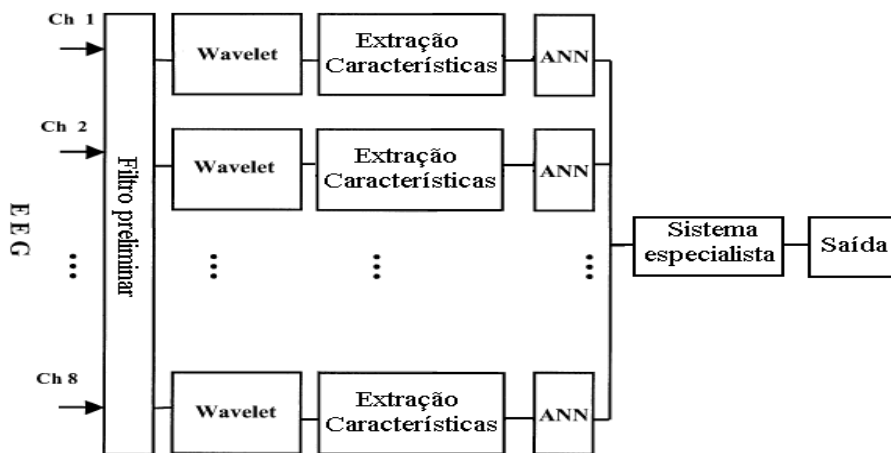 Ch 1
Wavelet
Extração
Características
ANN
Ch 2
Wavelet
Extração
Características
ANN
EEG
Filtro preliminar
...
...
...
...
Sistema
especialista
Saída
Ch 8
Wavelet
Extração
Características
ANN